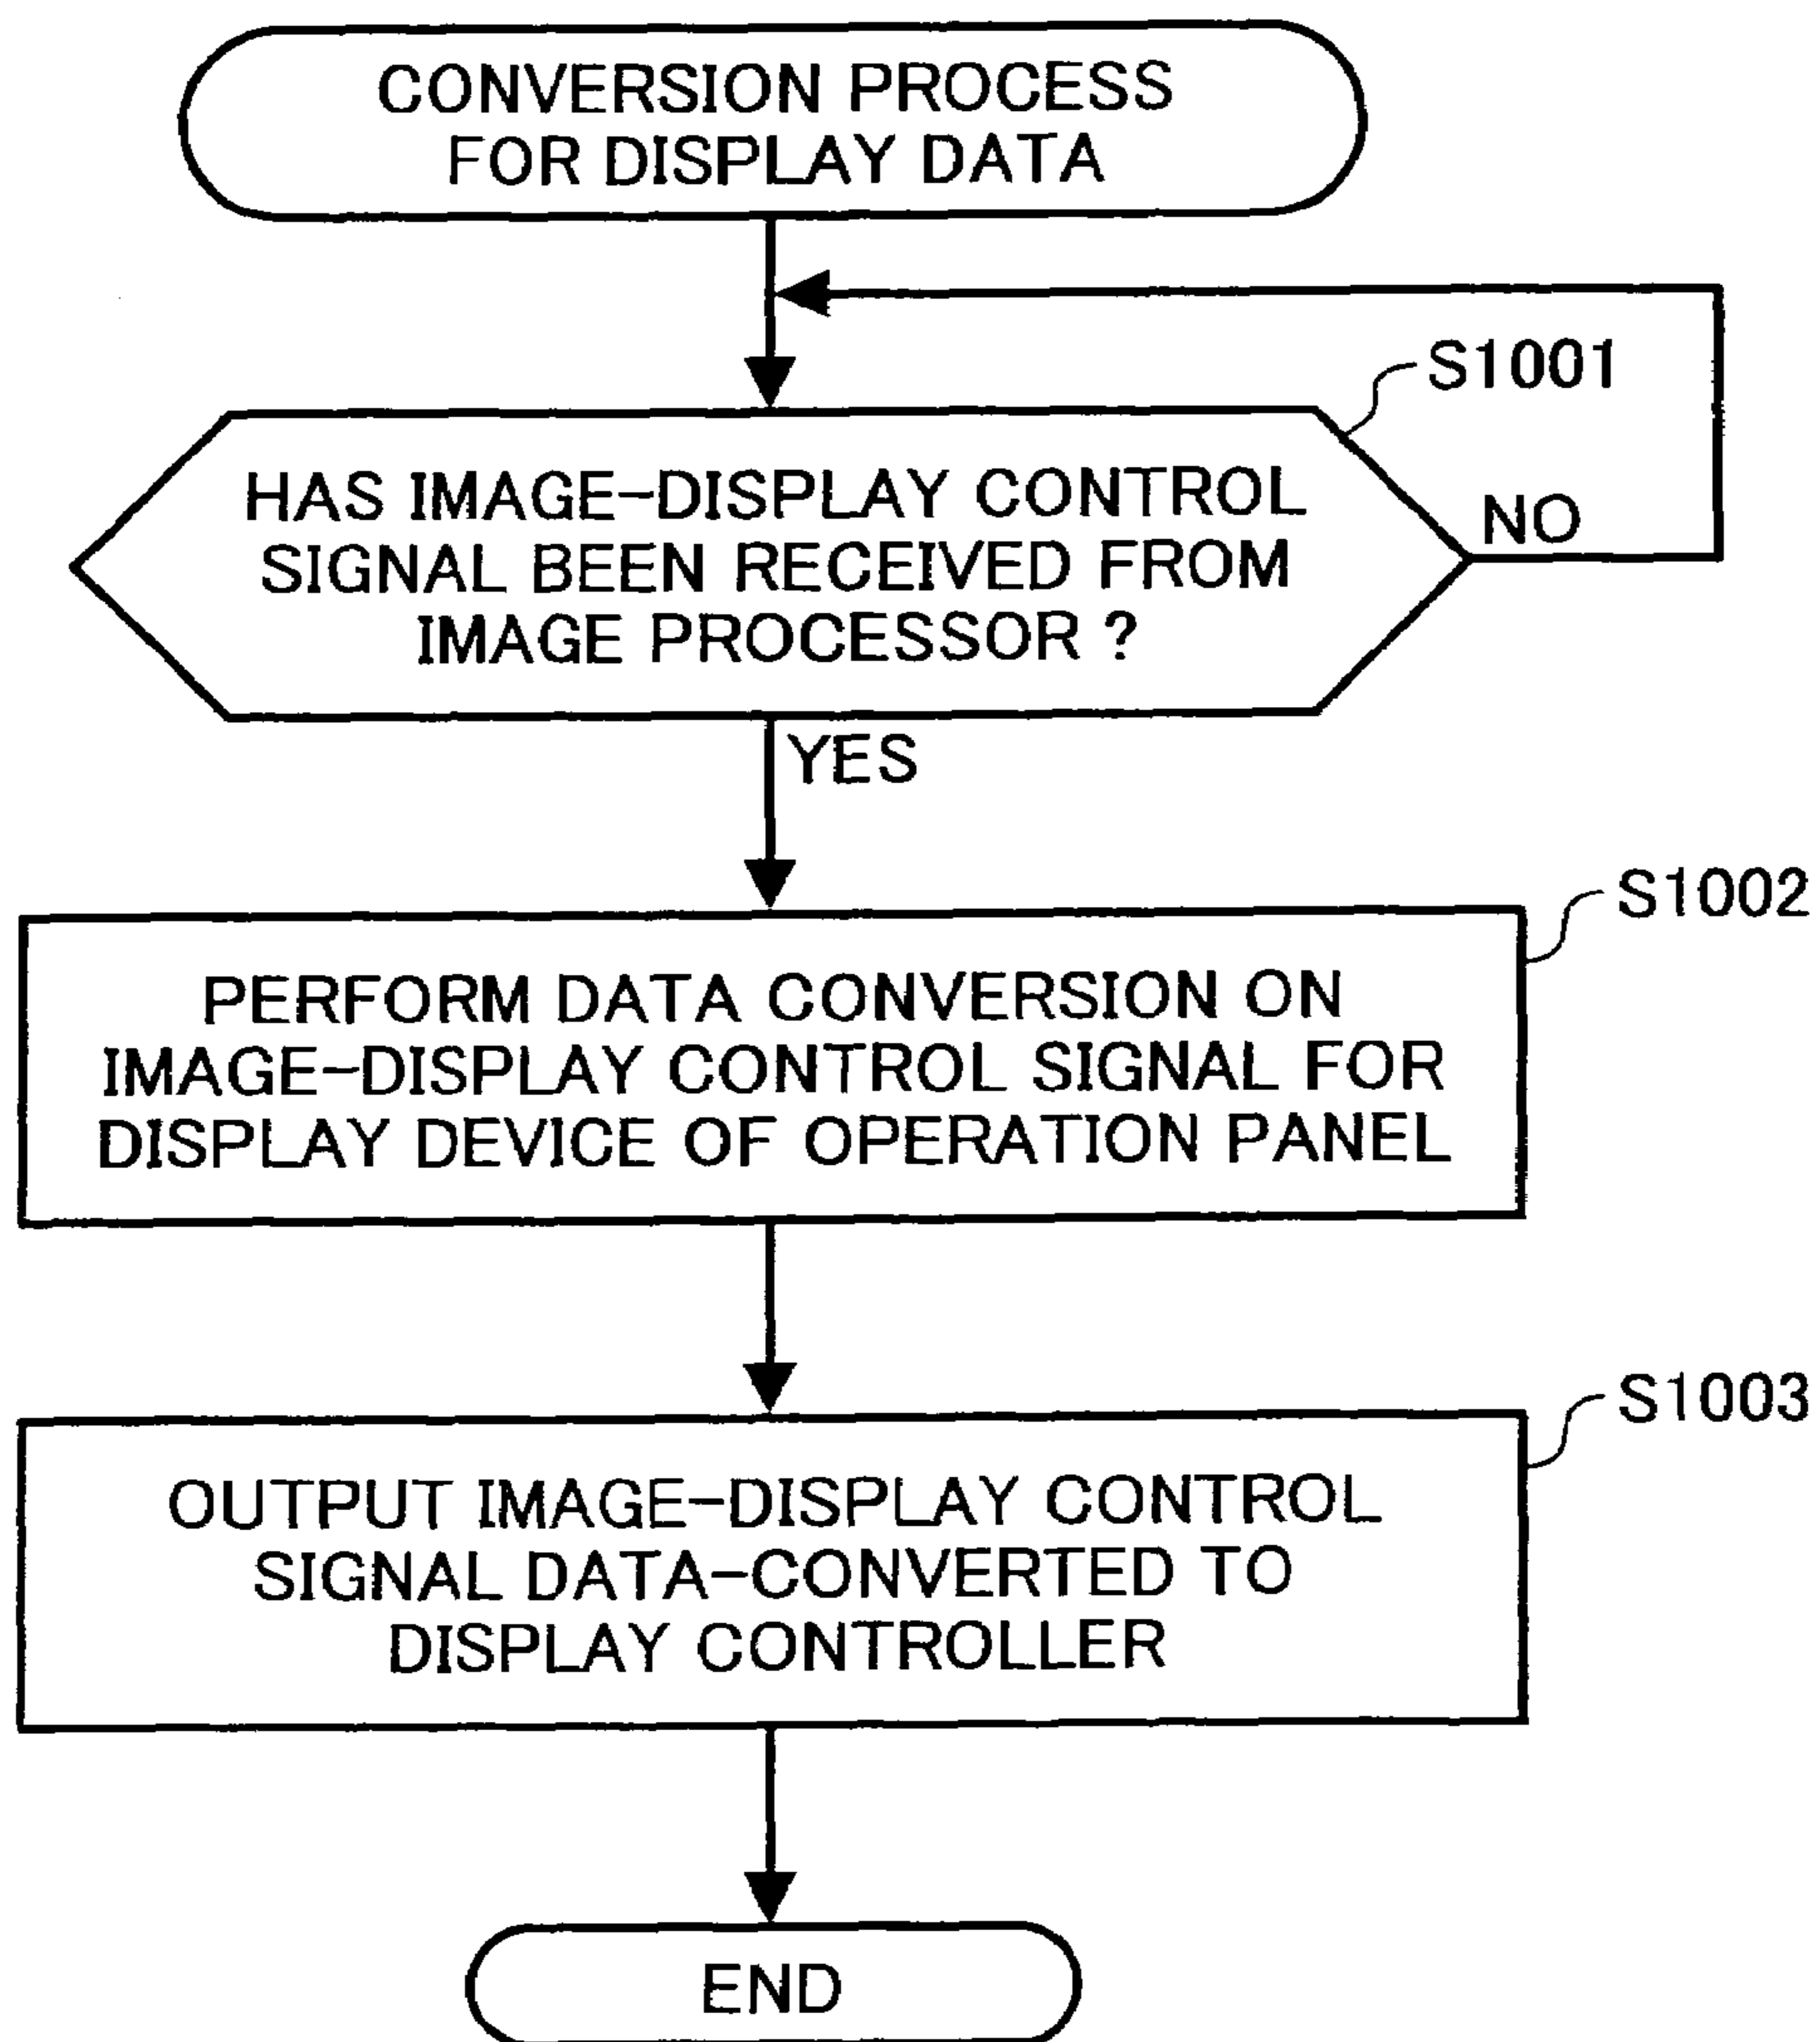 CONVERSION PROCESS
FOR DISPLAY DATA
S1001
HAS IMAGE-DISPLAY CONTROL
SIGNAL BEEN RECEIVED FROM
IMAGE PROCESSOR ?
NO
YES
S1002
PERFORM DATA CONVERSION ON
IMAGE-DISPLAY CONTROL SIGNAL FOR
DISPLAY DEVICE OF OPERATION PANEL
S1003
OUTPUT IMAGE-DISPLAY CONTROL
SIGNAL DATA-CONVERTED TO
DISPLAY CONTROLLER
END